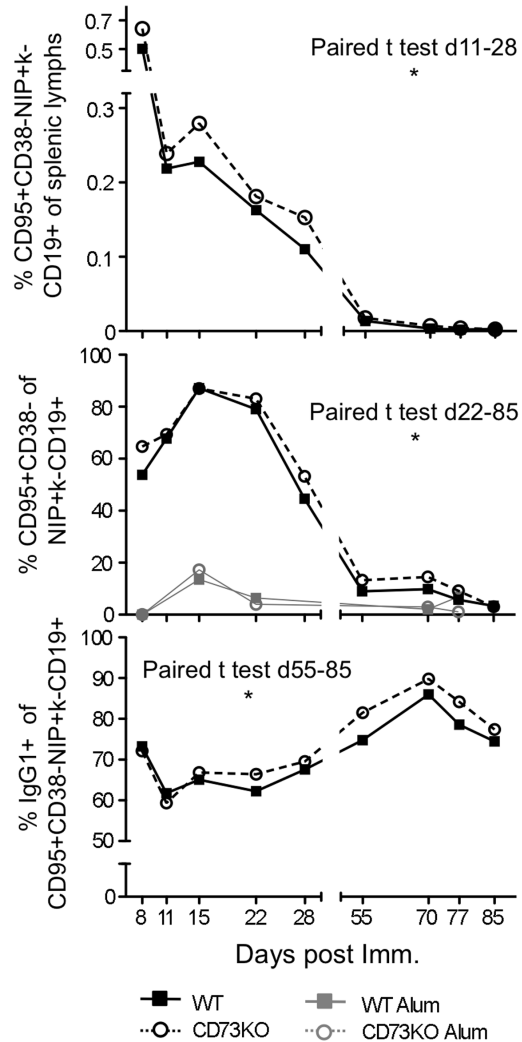 % CD95+CD38-NIP+k-
CD19+ of splenic lymphs
0.7
0.5
0.3
0.2
0.1
0
Paired t test d11-28
*
% CD95+CD38- of
NIP+k-CD19+
100
80
60
40
20
0
Paired t test d22-85
*
% IgG1+ of
CD95+CD38-NIP+k-CD19+
100
90
80
70
60
50
0
Paired t test d55-85
*
8 11 15 22 28 55 70 77 85
Days post Imm.
WT WT Alum
CD73KO CD73KO Alum